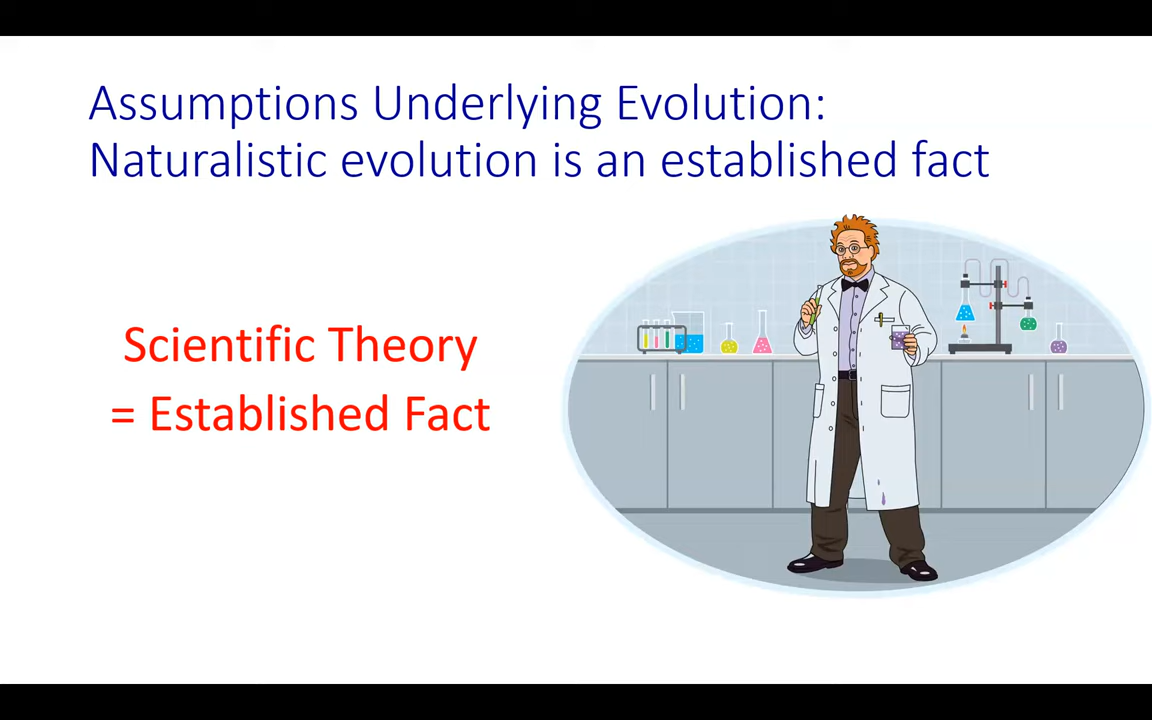 Assumptions Underlying Evolution:
Naturalistic evolution is an established fact
Scientific Theory
= Established Fact